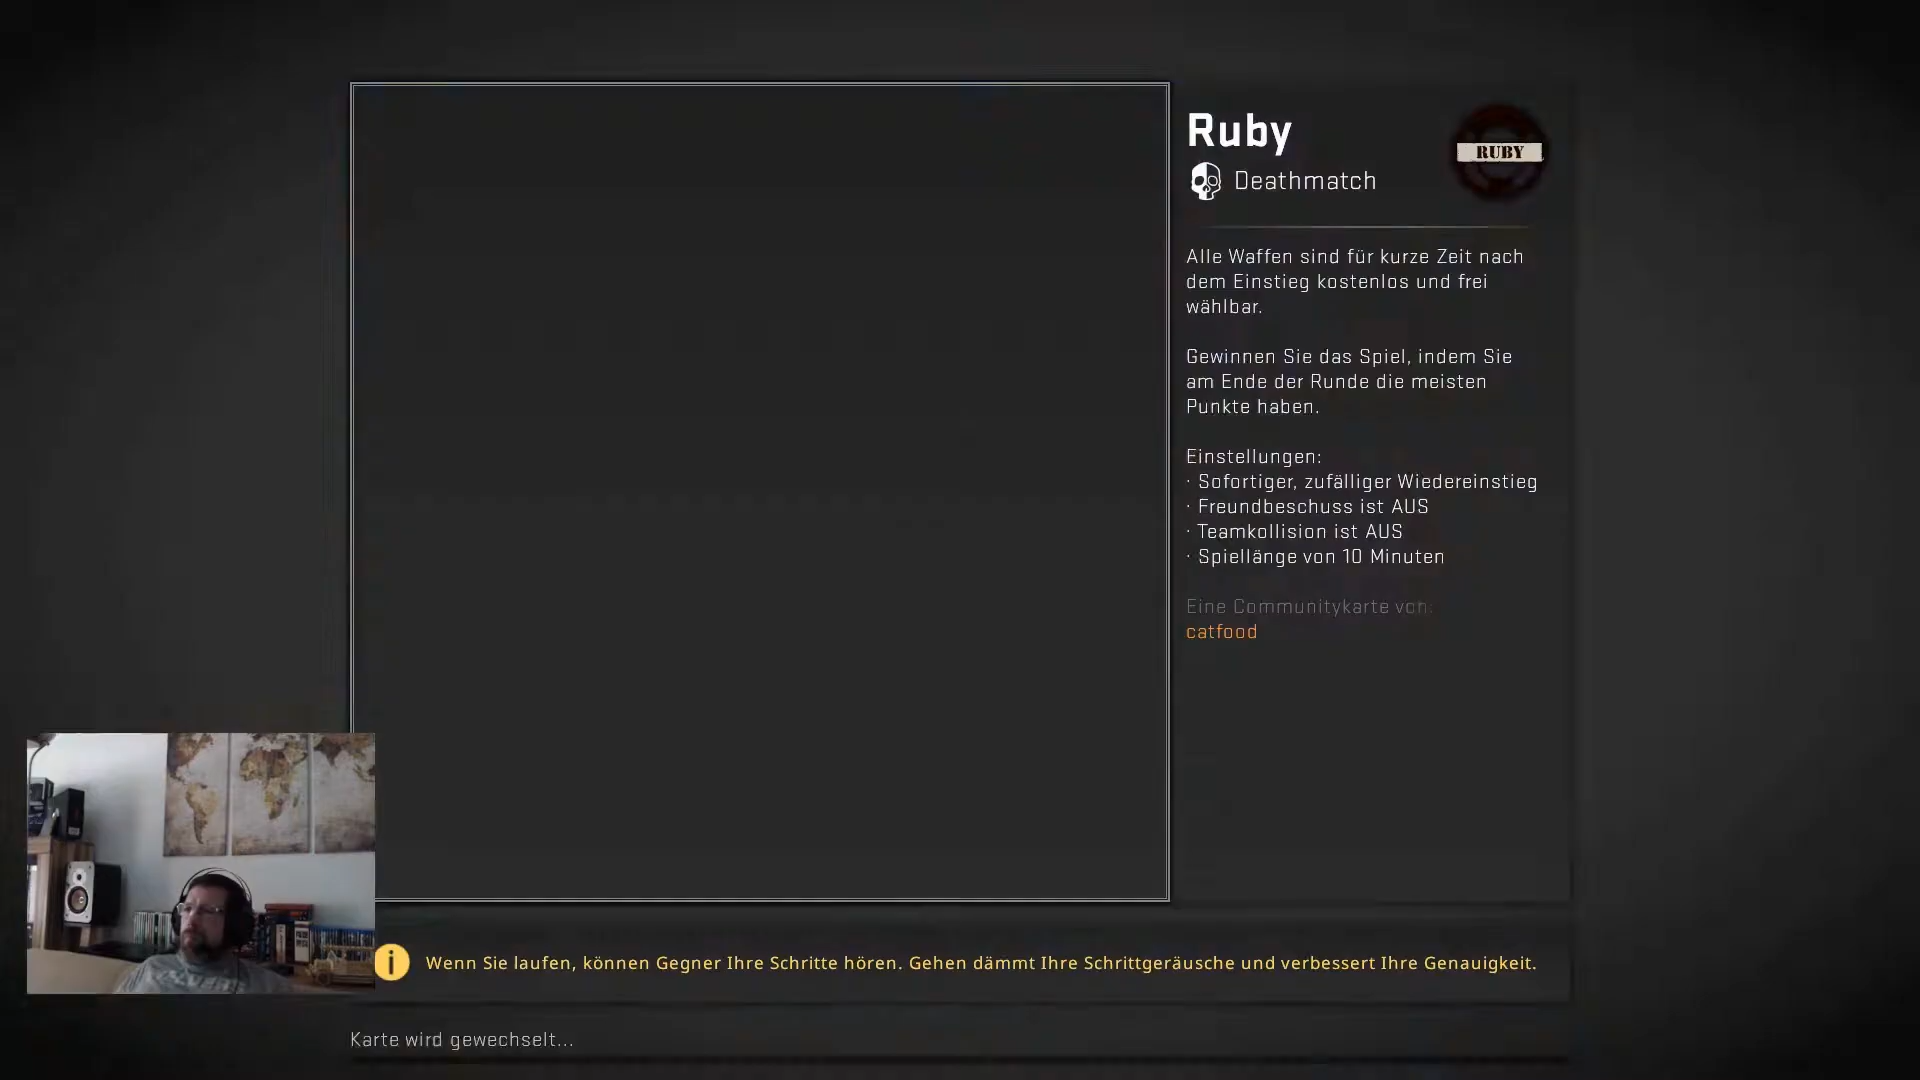 Ruby
RUBY
Deathmatch
Alle Waffen sind für kurze Zeit nach
dem Einstieg kostenlos und frei
wählbar.
Gewinnen Sie das Spiel, indem Sie
am Ende der Runde die meisten
Punkte haben.
Einstellungen:
· Sofortiger, zufälliger Wiedereinstieg
· Freundbeschuss ist AUS
· Teamkollision ist AUS
· Spiellänge von 10 Minuten
Eine Communitykarte von:
catfood
Wenn Sie laufen, können Gegner Ihre Schritte hören. Gehen dämmt Ihre Schrittgeräusche und verbessert Ihre Genauigkeit.
Karte wird gewechselt...